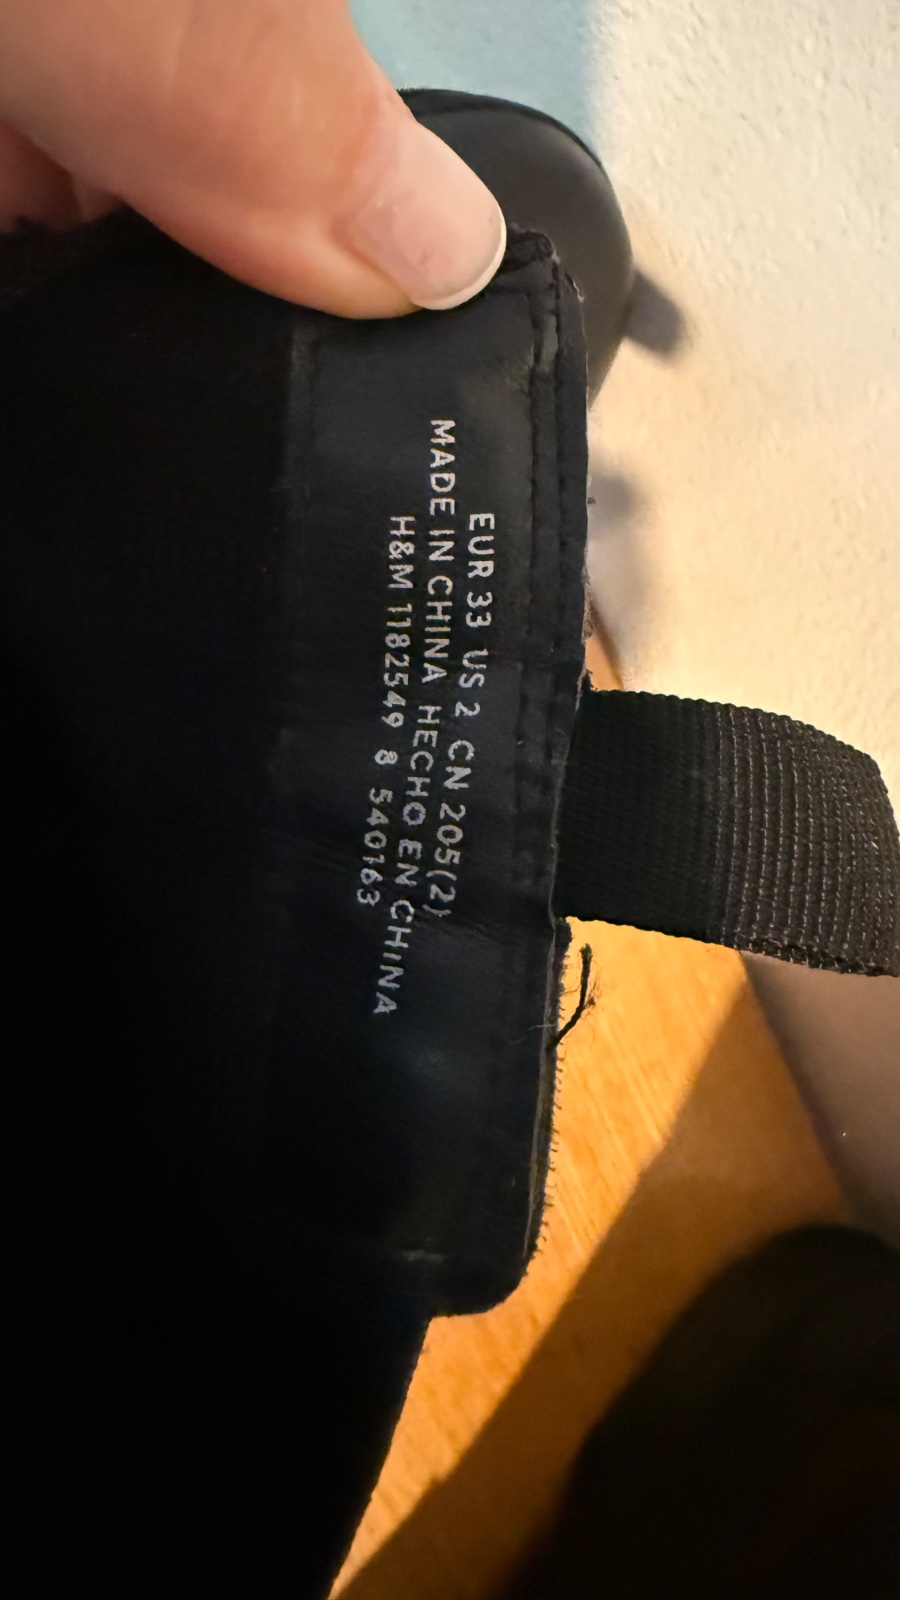 EUR 33 US 2 CN 205(2)
MADE IN CHINA HECHO EN CHINA
H&M 1182549 8 540163